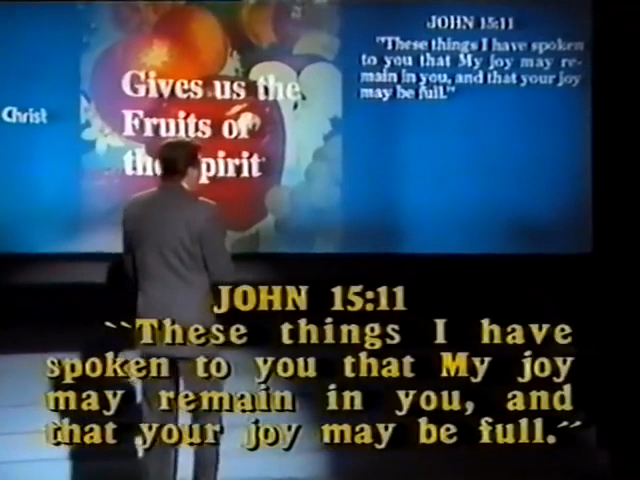 Christ
Gives us the
Fruits of
the Spirit
JOHN 15:11
"These things I have spoken
to you that My joy may re-
main in you, and that your joy
may be full."
JOHN 15:11
``These things I have
spoken to you that My joy
may remain in you, and
that your joy may be full.´´